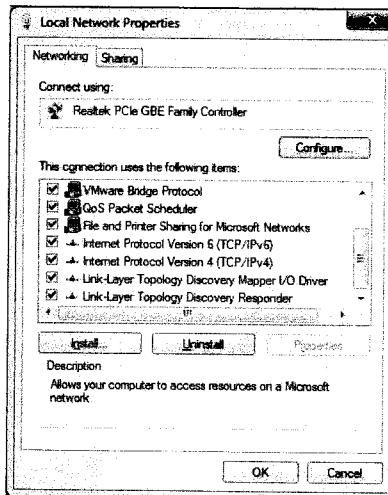 Local Network Properties
Networking Sharing
Connect using:
Realtek PCIe GBE Family Controller
Configure...
This connection uses the following items:
VMware Bridge Protocol
QoS Packet Scheduler
File and Printer Sharing for Microsoft Networks
Internet Protocol Version 6 (TCP/IPv6)
Internet Protocol Version 4 (TCP/IPv4)
Link-Layer Topology Discovery Mapper I/O Driver
Link-Layer Topology Discovery Responder
Install... Uninstall Properties
Description
Allows your computer to access resources on a Microsoft
network.
OK Cancel